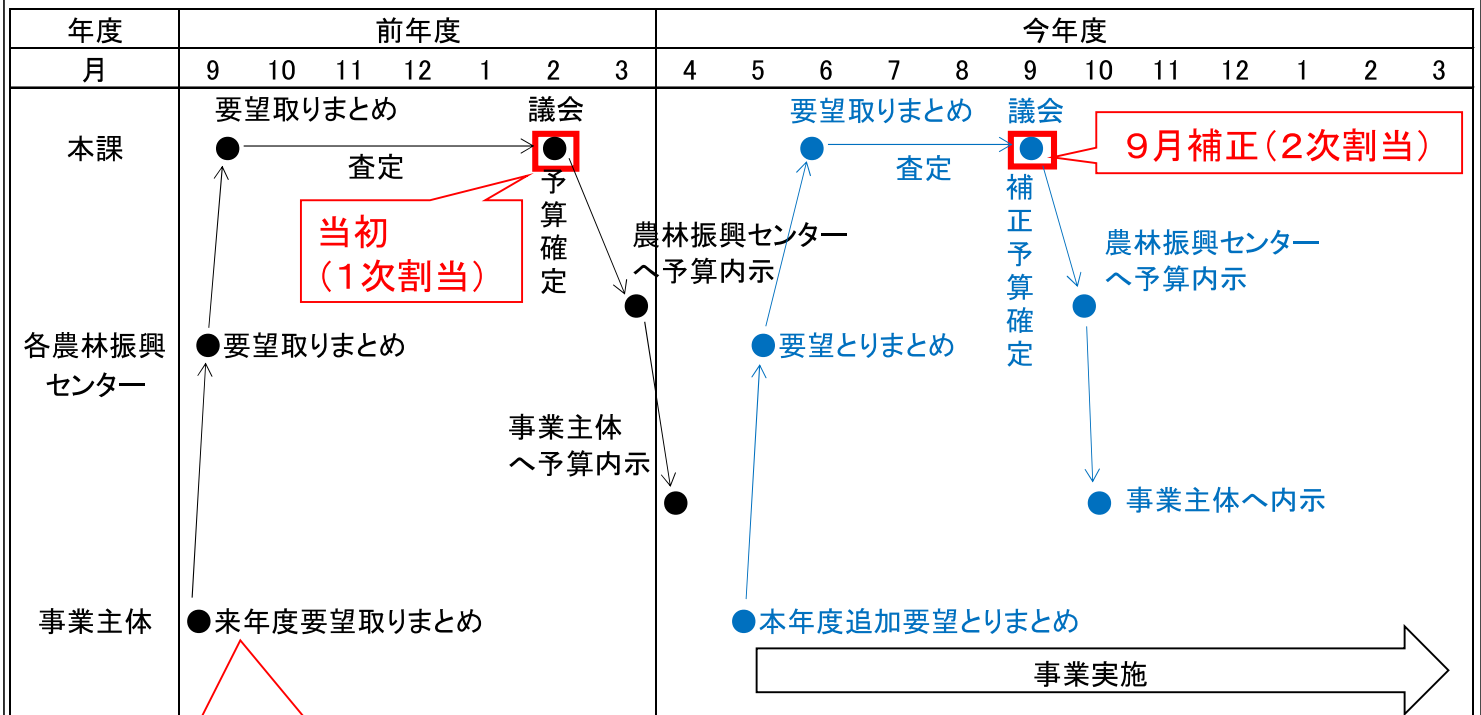 年度 前年度 今年度
月 9 10 11 12 1 2 3 4 5 6 7 8 9 10 11 12 1 2 3
要望取りまとめ 議会 要望取りまとめ 議会
本課
査定 査定
9月補正(2次割当)
予算確定
補正予算確定
当初
(1次割当)
農林振興センター
へ予算内示
農林振興センター
へ予算内示
各農林振興
センター
要望取りまとめ
要望とりまとめ
事業主体
へ予算内示
事業主体へ内示
事業主体
来年度要望取りまとめ
本年度追加要望とりまとめ
事業実施